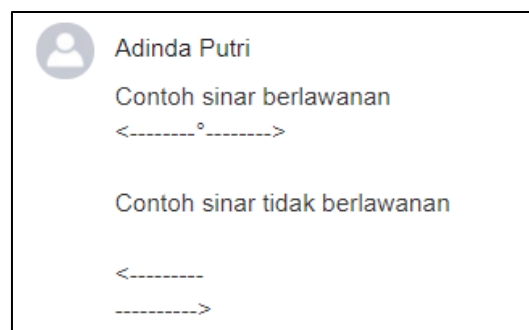 Adinda Putri
Contoh sinar berlawanan
<--------°-------->
Contoh sinar tidak berlawanan
<---------
---------->